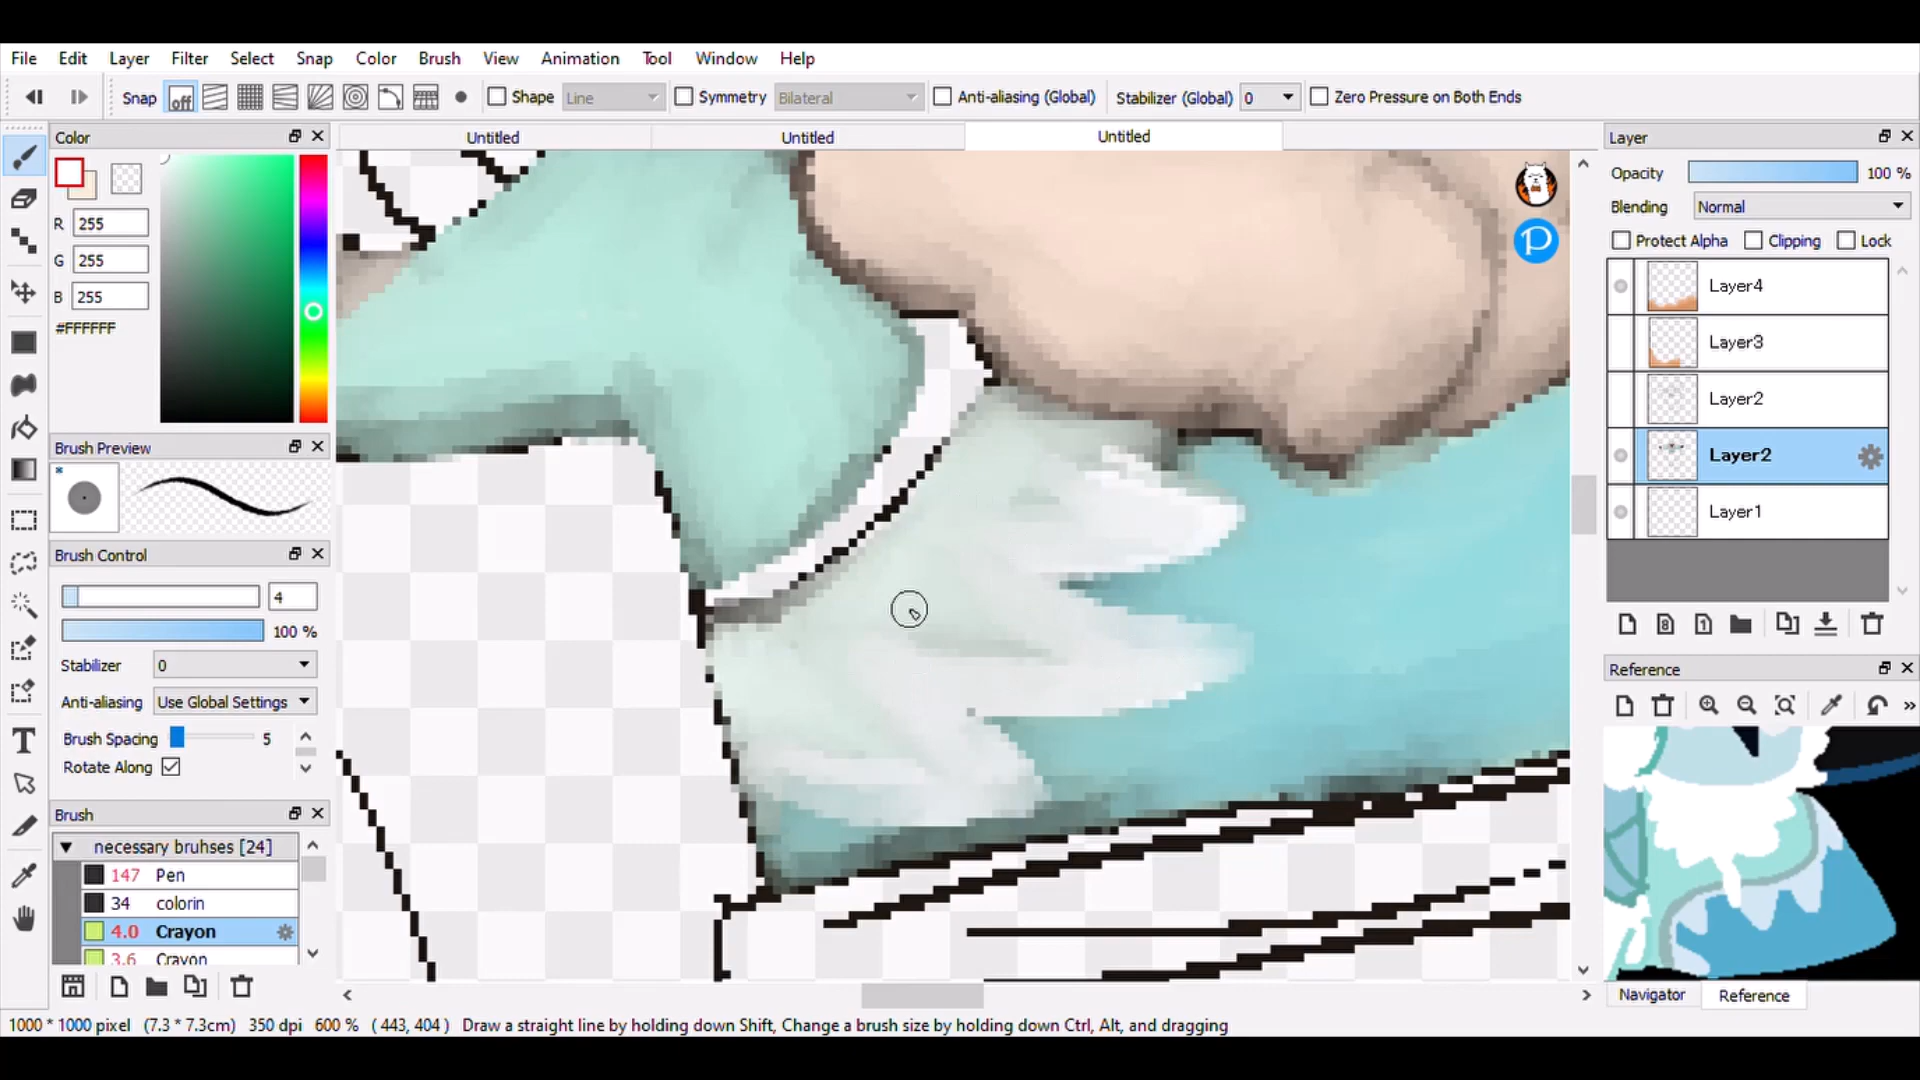 File Edit Layer Filter Select Snap Color Brush View Animation Tool Window Help
Snap off Shape Line Symmetry Bilateral Anti-aliasing (Global) Stabilizer (Global) 0 Zero Pressure on Both Ends
Color
Untitled Untitled Untitled
R 255
G 255
B 255
#FFFFFF
Brush Preview
*
Brush Control
4
100 %
Stabilizer 0
Anti-aliasing Use Global Settings
Brush Spacing 5
Rotate Along
Brush
necessary bruhses [24]
147 Pen
34 colorin
4.0 Crayon
3.6 Crayon
P
Layer
Opacity 100 %
Blending Normal
Protect Alpha Clipping Lock
Layer4
Layer3
Layer2
Layer2
Layer1
8 1
Reference
Navigator Reference
1000 * 1000 pixel (7.3 * 7.3cm) 350 dpi 600 % ( 443, 404 ) Draw a straight line by holding down Shift, Change a brush size by holding down Ctrl, Alt, and dragging